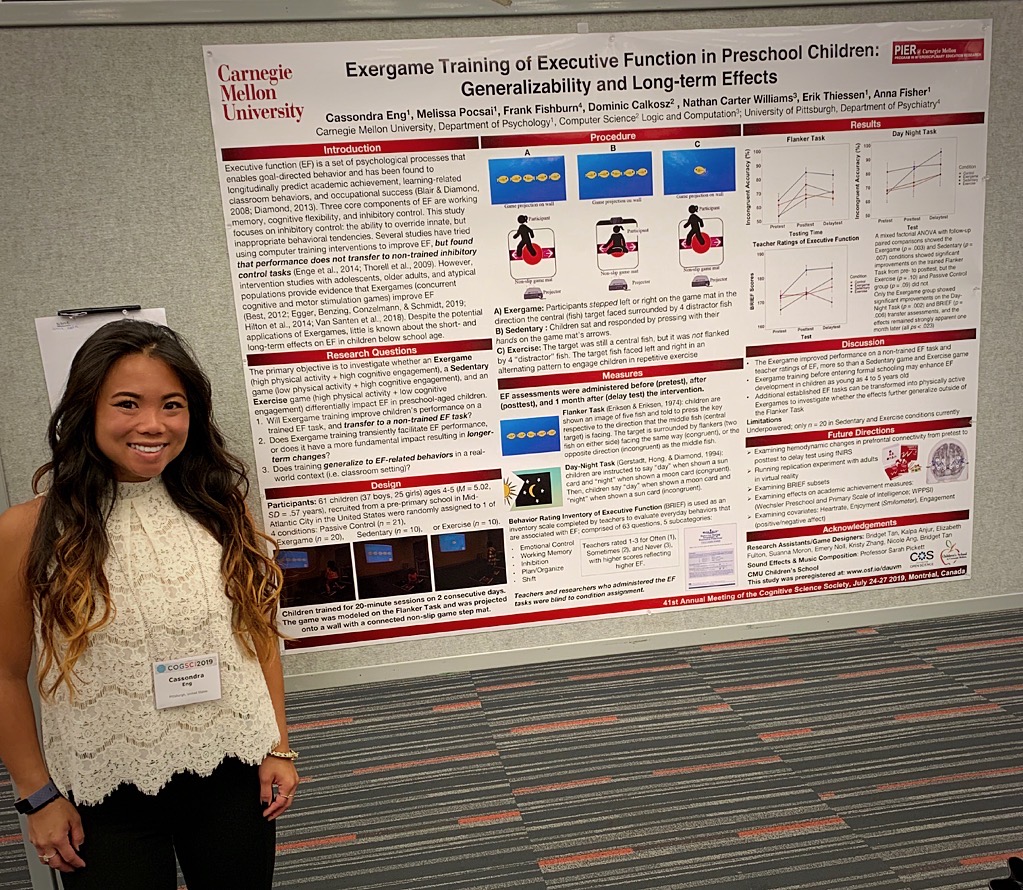 Carnegie
Mellon
University
Exergame Training of Executive Function in Preschool Children:
Generalizability and Long-term Effects
PIER @ Carnegie Mellon
PROGRAM IN INTERDISCIPLINARY EDUCATION RESEARCH
Cassondra Eng¹, Melissa Pocsai¹, Frank Fishburn⁴, Dominic Calkosz², Nathan Carter Williams³, Erik Thiessen¹, Anna Fisher¹
Carnegie Mellon University, Department of Psychology¹, Computer Science² Logic and Computation³; University of Pittsburgh, Department of Psychiatry⁴
Introduction
Executive function (EF) is a set of psychological processes that
enables goal-directed behavior and has been found to
longitudinally predict academic achievement, learning-related
classroom behaviors, and occupational success (Blair & Diamond,
2008; Diamond, 2013). Three core components of EF are working
memory, cognitive flexibility, and inhibitory control. This study
focuses on inhibitory control: the ability to override innate, but
inappropriate behavioral tendencies. Several studies have tried
using computer training interventions to improve EF, but found
that performance does not transfer to non-trained inhibitory
control tasks (Enge et al., 2014; Thorell et al., 2009). However,
intervention studies with adolescents, older adults, and atypical
populations provide evidence that Exergames (concurrent
cognitive and motor stimulation games) improve EF
(Best, 2012; Egger, Benzing, Conzelmann, & Schmidt, 2019;
Hilton et al., 2014; Van Santen et al., 2018). Despite the potential
applications of Exergames, little is known about the short- and
long-term effects on EF in children below school age.
Research Questions
The primary objective is to investigate whether an Exergame
(high physical activity + high cognitive engagement), a Sedentary
game (low physical activity + high cognitive engagement), and an
Exercise game (high physical activity + low cognitive
engagement) differentially impact EF in preschool-aged children.
1. Will Exergame training improve children's performance on a
trained EF task, and transfer to a non-trained EF task?
2. Does Exergame training transiently facilitate EF performance,
or does it have a more fundamental impact resulting in longer-
term changes?
3. Does training generalize to EF-related behaviors in a real-
world context (i.e. classroom setting)?
Design
Participants: 61 children (37 boys, 25 girls) ages 4-5 (M = 5.02,
SD = .57 years), recruited from a pre-primary school in Mid-
Atlantic City in the United States were randomly assigned to 1 of
4 conditions: Passive Control (n = 21),
Exergame (n = 20), Sedentary (n = 10), or Exercise (n = 10).
Children trained for 20-minute sessions on 2 consecutive days.
The game was modeled on the Flanker Task and was projected
onto a wall with a connected non-slip game step mat.
Procedure
A B C
Game projection on wall
Game projection on wall
Game projection on wall
Participant
Participant
Participant
Non-slip game mat
Non-slip game mat
Non-slip game mat
Projector
Projector
Projector
A) Exergame: Participants stepped left or right on the game mat in the
direction the central (fish) target faced surrounded by 4 distractor fish
B) Sedentary : Children sat and responded by pressing with their
hands on the game mat's arrows.
C) Exercise: The target was still a central fish, but it was not flanked
by 4 "distractor" fish. The target fish faced left and right in an
alternating pattern to engage children in repetitive exercise
Measures
EF assessments were administered before (pretest), after
(posttest), and 1 month after (delay test) the intervention.
Flanker Task (Eriksen & Eriksen, 1974): children are
shown an image of five fish and told to press the key
respective to the direction that the middle fish (central
target) is facing. The target is surrounded by flankers (two
fish on either side) facing the same way (congruent), or the
opposite direction (incongruent) as the middle fish.
Day-Night Task (Gerstadt, Hong, & Diamond, 1994):
children are instructed to say "day" when shown a sun
card and "night" when shown a moon card (congruent).
Then, children say "day" when shown a moon card and
"night" when shown a sun card (incongruent).
Behavior Rating Inventory of Executive Function (BRIEF) is used as an
inventory scale completed by teachers to evaluate everyday behaviors that
are associated with EF; comprised of 63 questions, 5 subcategories:
• Emotional Control
• Working Memory
• Inhibition
• Plan/Organize
• Shift
Teachers rated 1-3 for Often (1),
Sometimes (2), and Never (3),
with higher scores reflecting
higher EF.
Teachers and researchers who administered the EF
tasks were blind to condition assignment.
Results
Flanker Task
Incongruent Accuracy (%)
Pretest Posttest Delaytest
Testing Time
Day Night Task
Incongruent Accuracy (%)
Pretest Posttest Delaytest
Test
Condition
Control
Exergame
Sedentary
Exercise
Teacher Ratings of Executive Function
BRIEF Scores
Pretest Posttest Delaytest
Test
Condition
Control
Exergame
Sedentary
Exercise
A mixed factorial ANOVA with follow-up
paired comparisons showed the
Exergame (p = .003) and Sedentary (p =
.007) conditions showed significant
improvements on the trained Flanker
Task from pre- to posttest, but the
Exercise (p = .10) and Passive Control
group (p = .09) did not
Only the Exergame group showed
significant improvements on the Day-
Night Task (p = .002) and BRIEF (p =
.006) transfer assessments, and the
effects remained strongly apparent one
month later (all ps < .023)
Discussion
• The Exergame improved performance on a non-trained EF task and
teacher ratings of EF, more so than a Sedentary game and Exercise game
• Exergame training before entering formal schooling may enhance EF
development in children as young as 4 to 5 years old
• Additional established EF tasks can be transformed into physically active
Exergames to investigate whether the effects further generalize outside of
the Flanker Task
Limitations
Underpowered; only n = 20 in Sedentary and Exercise conditions currently
Future Directions
➢ Examining hemodynamic changes in prefrontal connectivity from pretest to
posttest to delay test using fNIRS
➢ Running replication experiment with adults
in virtual reality
➢ Examining BRIEF subsets
➢ Examining effects on academic achievement measures:
(Wechsler Preschool and Primary Scale of Intelligence; WPPSI)
➢ Examining covariates: Heartrate, Enjoyment (Smileometer), Engagement
(positive/negative affect)
Acknowledgements
Research Assistants/Game Designers: Bridget Tan, Kalpa Anjur, Elizabeth
Fulton, Suanna Moron, Emery Noll, Kristy Zhang, Nicole Ang, Bridget Tan
Sound Effects & Music Composition: Professor Sarah Pickett
CMU Children's School
This study was preregistered at: www.osf.io/dauvm
COS
41st Annual Meeting of the Cognitive Science Society, July 24-27 2019, Montréal, Canada
COGSCI2019
Cassondra
Eng
Pittsburgh, United States